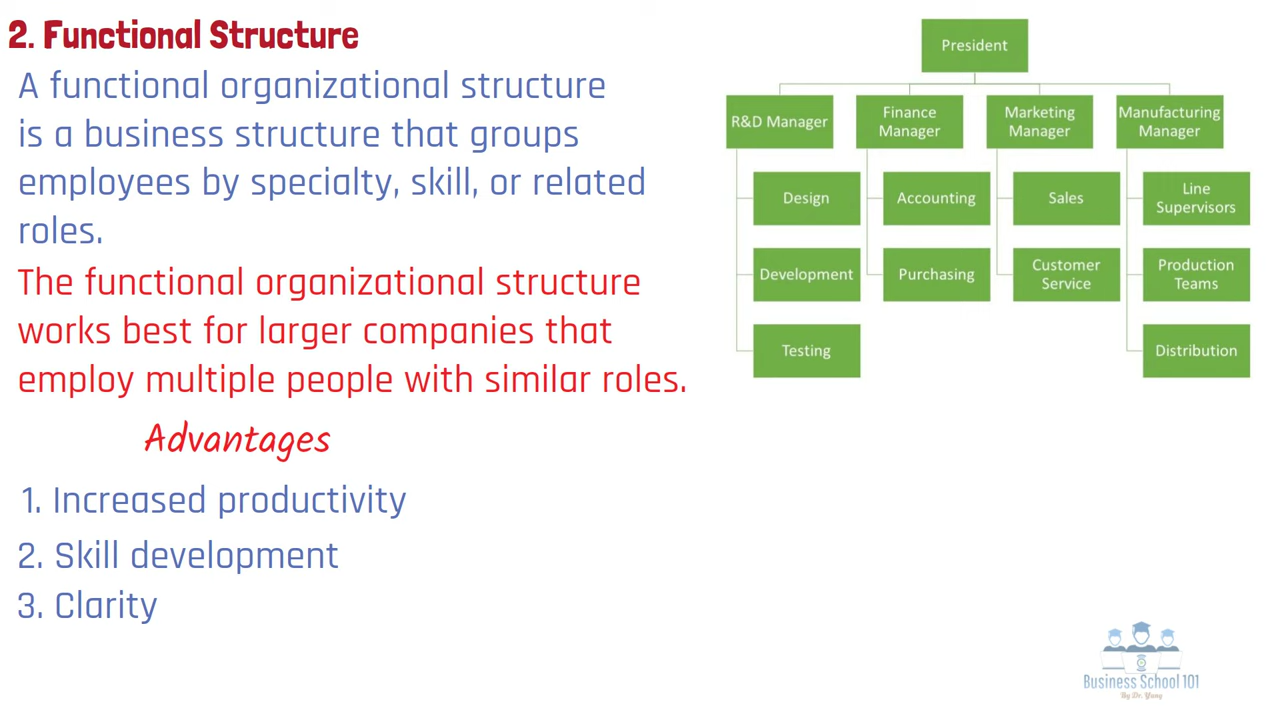 2. Functional Structure
A functional organizational structure
is a business structure that groups
employees by specialty, skill, or related
roles.
The functional organizational structure
works best for larger companies that
employ multiple people with similar roles.
Advantages
1. Increased productivity
2. Skill development
3. Clarity
President
R&D Manager
Finance
Manager
Marketing
Manager
Manufacturing
Manager
Design
Accounting
Sales
Line
Supervisors
Development
Purchasing
Customer
Service
Production
Teams
Testing
Distribution
Business School 101
By Dr. Yang